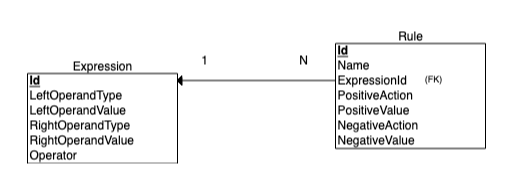 Rule
1
N
Id
Name
Expression
ExpressionId (FK)
Id
PositiveAction
LeftOperandType
PositiveValue
LeftOperandValue
NegativeAction
RightOperandType
NegativeValue
RightOperandValue
Operator